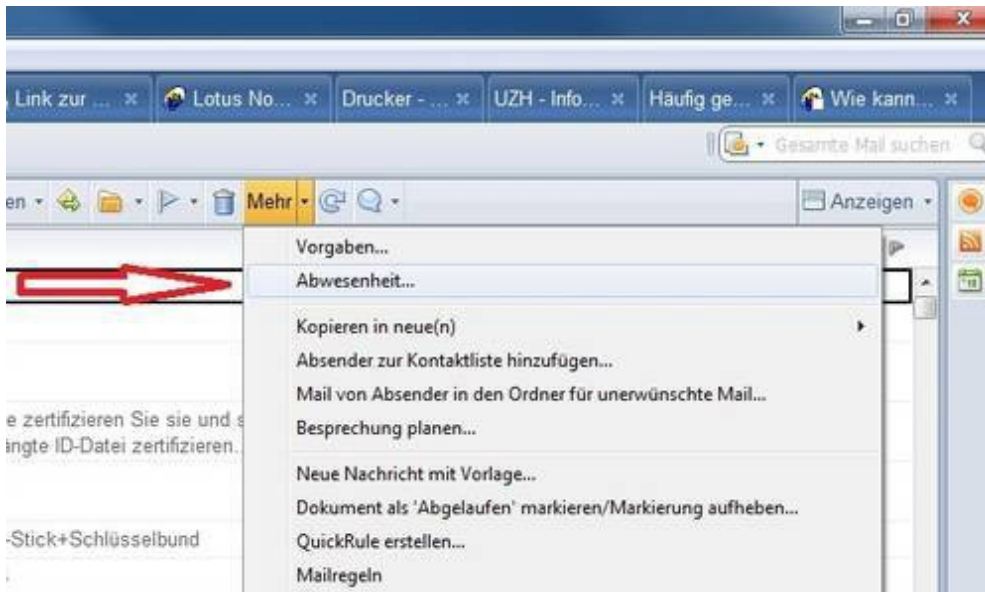 Link zur ... Lotus No... Drucker - ... UZH - Info... Häufig ge... Wie kann...
Gesamte Mail suchen
en Mehr Anzeigen
Vorgaben...
Abwesenheit...
Kopieren in neue(n)
Absender zur Kontaktliste hinzufügen...
Mail von Absender in den Ordner für unerwünschte Mail...
e zertifizieren Sie sie und s
Besprechung planen...
ängte ID-Datei zertifizieren.
Neue Nachricht mit Vorlage...
Dokument als 'Abgelaufen' markieren/Markierung aufheben...
-Stick+Schlüsselbund
QuickRule erstellen...
Mailregeln